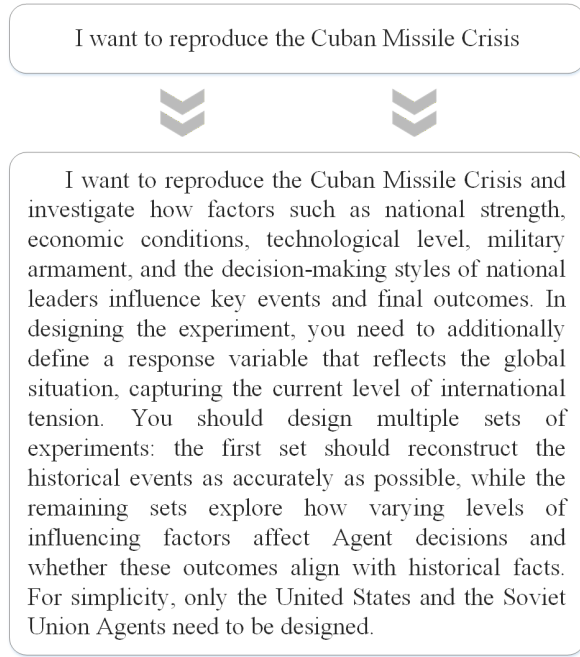 I want to reproduce the Cuban Missile Crisis
I want to reproduce the Cuban Missile Crisis and
investigate how factors such as national strength,
economic conditions, technological level, military
armament, and the decision-making styles of national
leaders influence key events and final outcomes. In
designing the experiment, you need to additionally
define a response variable that reflects the global
situation, capturing the current level of international
tension. You should design multiple sets of
experiments: the first set should reconstruct the
historical events as accurately as possible, while the
remaining sets explore how varying levels of
influencing factors affect Agent decisions and
whether these outcomes align with historical facts.
For simplicity, only the United States and the Soviet
Union Agents need to be designed.